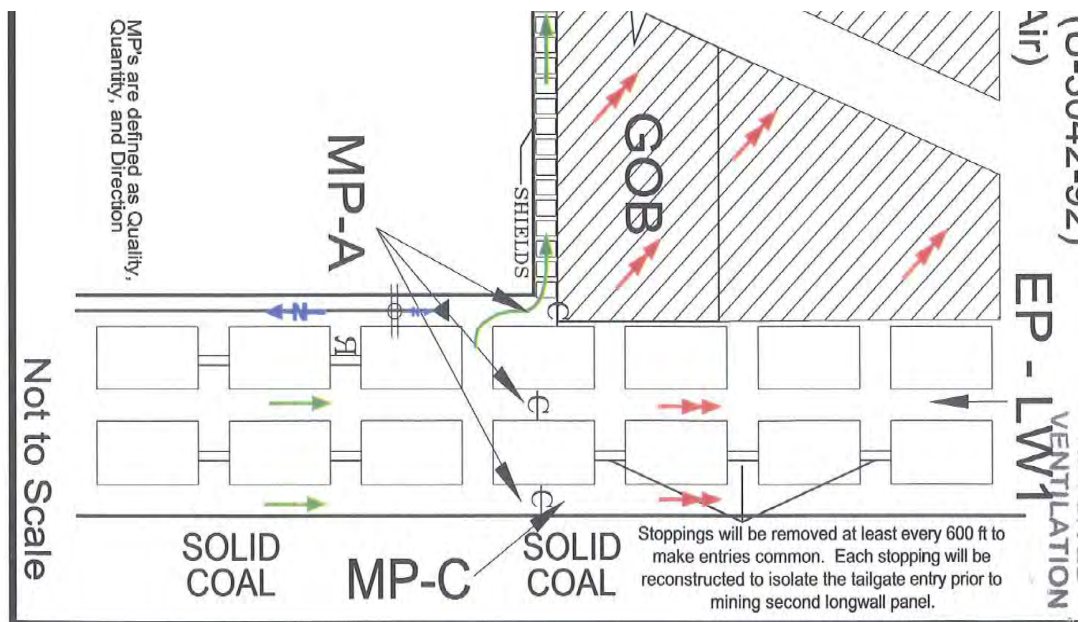 MP's are defined as Quality,
Quantity, and Direction
MP-A
SHIELDS
GOB
Air)
EP - LW1
VENTILATION
Not to Scale
N
R
C
C
C
SOLID
COAL
MP-C
SOLID
COAL
Stoppings will be removed at least every 600 ft to
make entries common. Each stopping will be
reconstructed to isolate the tailgate entry prior to
mining second longwall panel.